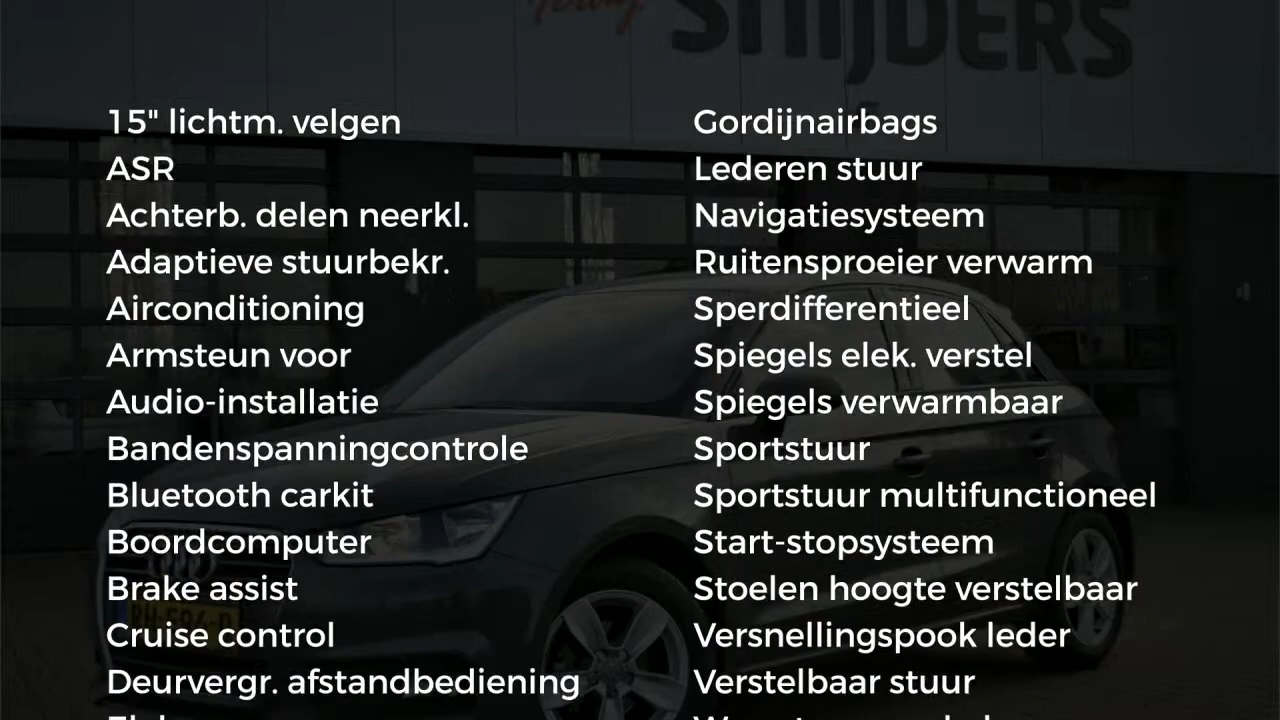 SNIJDERS
15" lichtm. velgen
ASR
Achterb. delen neerkl.
Adaptieve stuurbekr.
Airconditioning
Armsteun voor
Audio-installatie
Bandenspanningcontrole
Bluetooth carkit
Boordcomputer
Brake assist
Cruise control
Deurvergr. afstandbediening
Gordijnairbags
Lederen stuur
Navigatiesysteem
Ruitensproeier verwarm
Sperdifferentieel
Spiegels elek. verstel
Spiegels verwarmbaar
Sportstuur
Sportstuur multifunctioneel
Start-stopsysteem
Stoelen hoogte verstelbaar
Versnellingspook leder
Verstelbaar stuur